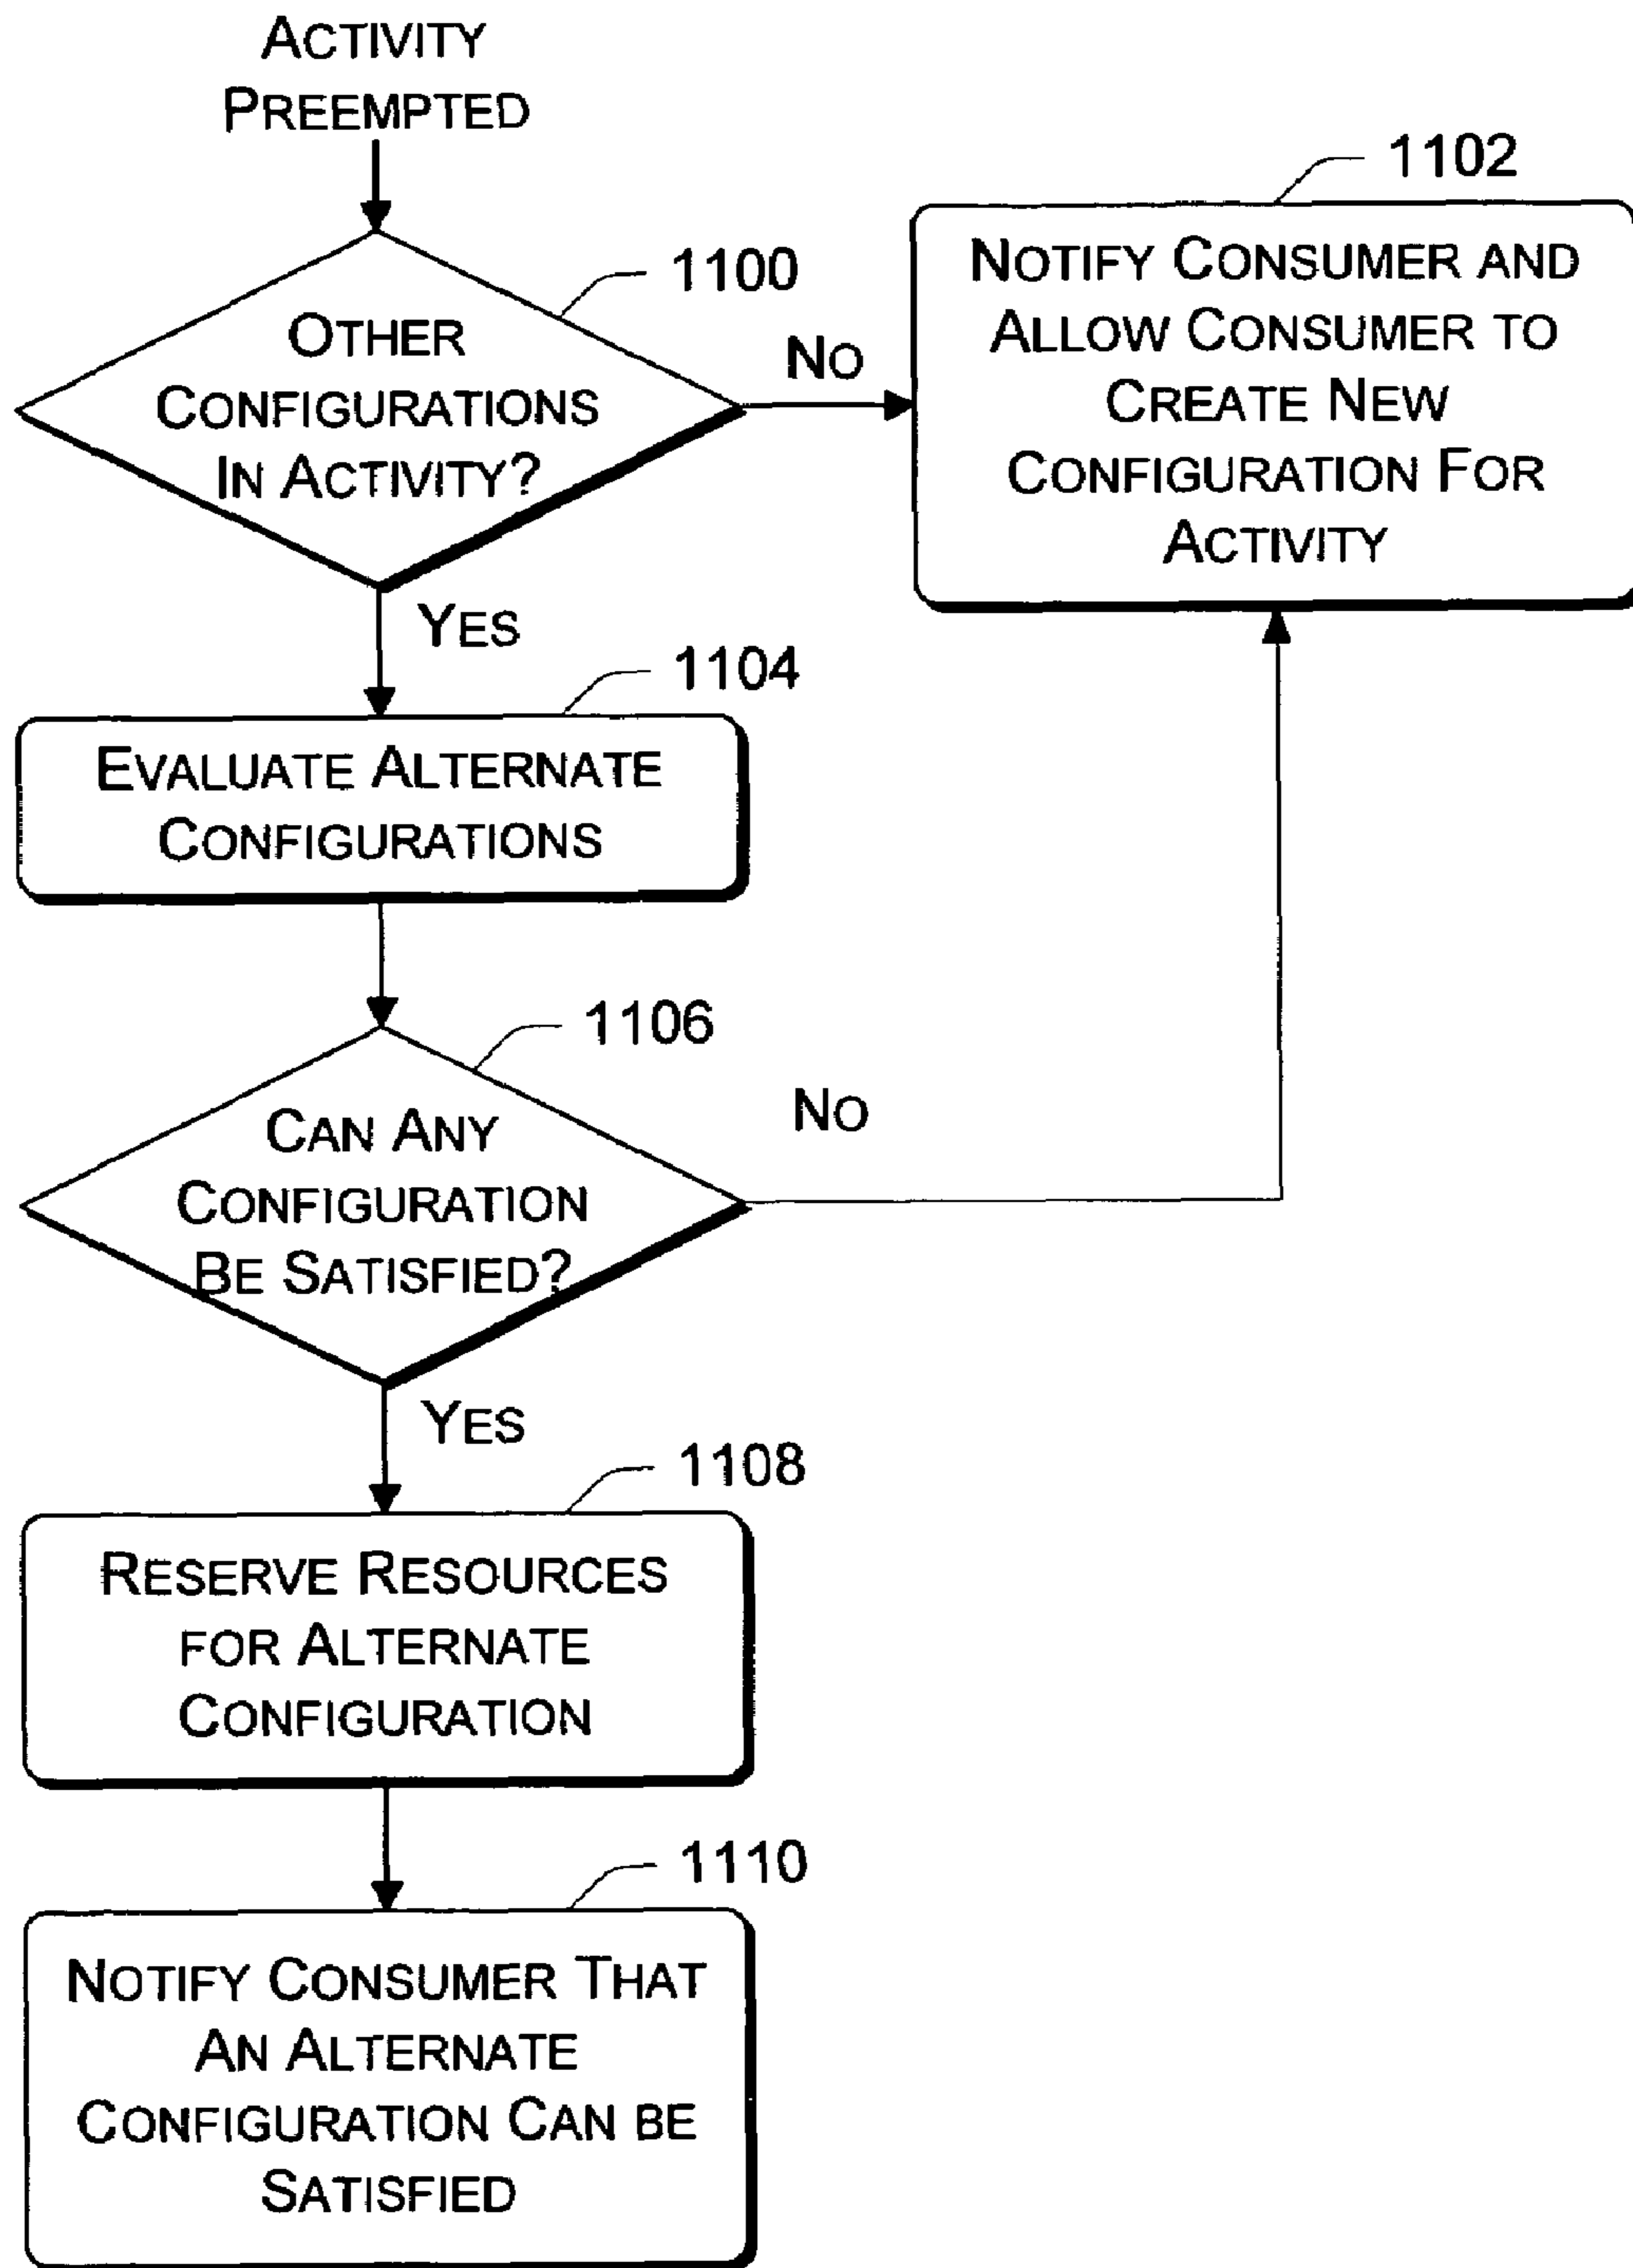 ACTIVITY
PREEMPTED
1100
OTHER
CONFIGURATIONS
IN ACTIVITY?
NO
1102
NOTIFY CONSUMER AND
ALLOW CONSUMER TO
CREATE NEW
CONFIGURATION FOR
ACTIVITY
YES
1104
EVALUATE ALTERNATE
CONFIGURATIONS
1106
CAN ANY
CONFIGURATION
BE SATISFIED?
NO
YES
1108
RESERVE RESOURCES
FOR ALTERNATE
CONFIGURATION
1110
NOTIFY CONSUMER THAT
AN ALTERNATE
CONFIGURATION CAN BE
SATISFIED